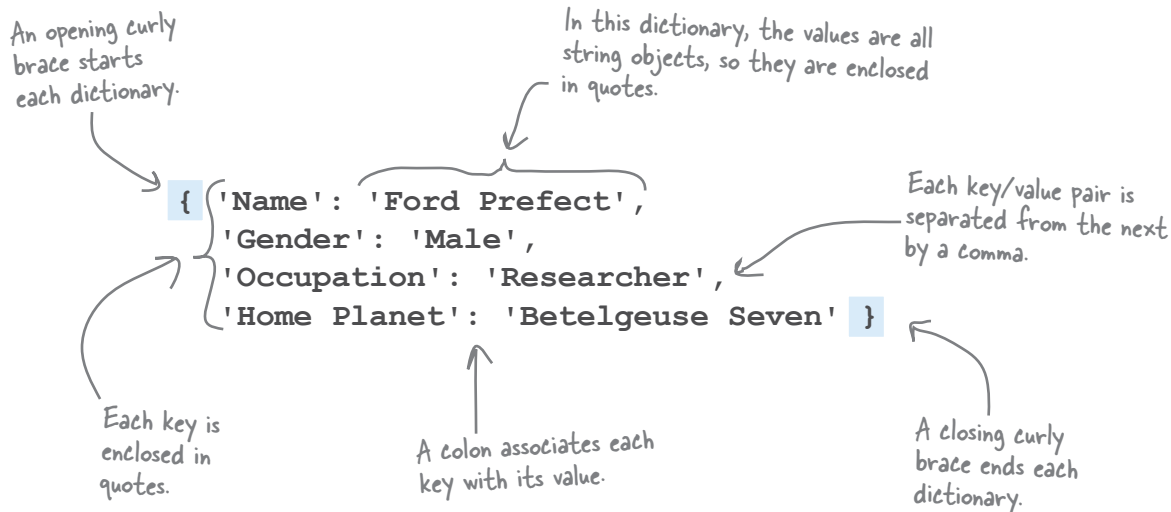 An opening curly
brace starts
each dictionary.
In this dictionary, the values are all
string objects, so they are enclosed
in quotes.
{ 'Name': 'Ford Prefect',
'Gender': 'Male',
'Occupation': 'Researcher',
'Home Planet': 'Betelgeuse Seven' }
Each key/value pair is
separated from the next
by a comma.
Each key is
enclosed in
quotes.
A colon associates each
key with its value.
A closing curly
brace ends each
dictionary.